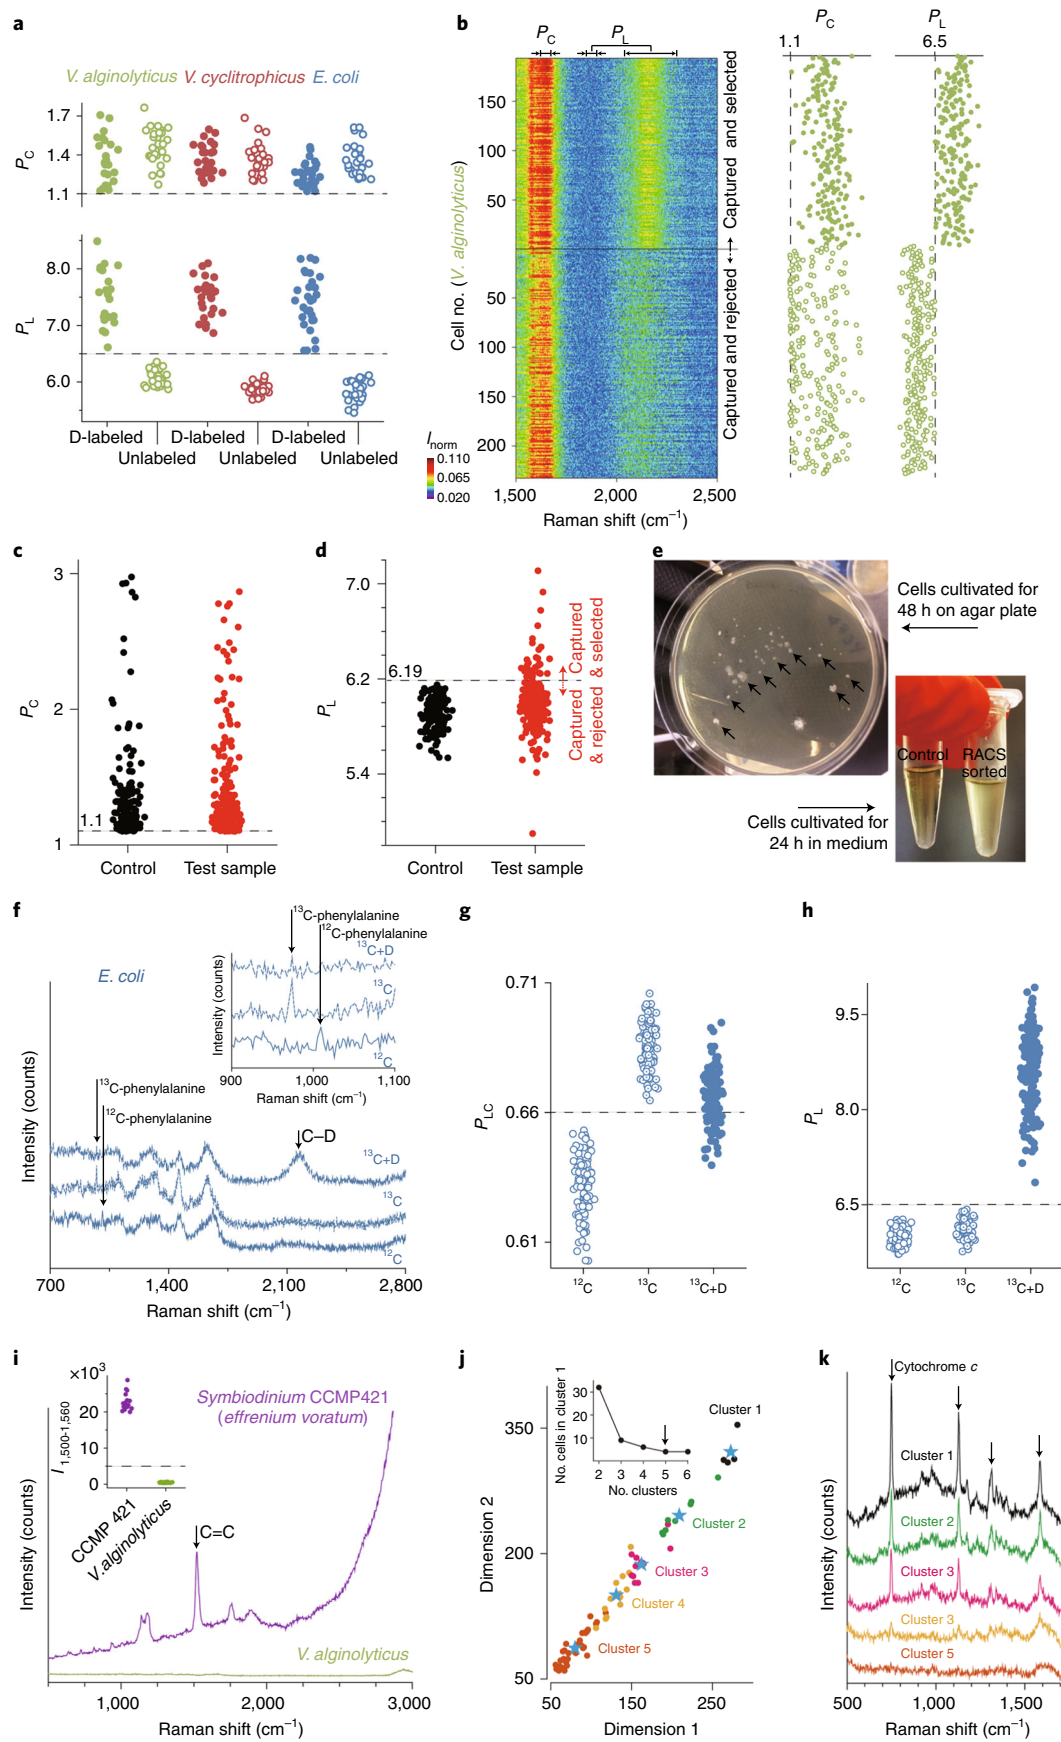 a
V. alginolyticus V. cyclitrophicus E. coli
1.7
1.4
1.1
P_C
8.0
7.0
6.0
P_L
D-labeled
Unlabeled
D-labeled
Unlabeled
D-labeled
Unlabeled
b
P_C
P_L
150
100
50
50
100
150
200
Cell no. (V. alginolyticus)
Captured and selected
Captured and rejected
I_norm
0.110
0.065
0.020
1,500
2,000
2,500
Raman shift (cm⁻¹)
P_C
1.1
P_L
6.5
c
3
2
1
P_C
1.1
Control
Test sample
d
7.0
6.2
5.4
P_L
6.19
Captured
& selected
Captured
& rejected
Control
Test sample
e
Cells cultivated for
48 h on agar plate
Control
RACS
sorted
Cells cultivated for
24 h in medium
f
E. coli
¹³C-phenylalanine
¹²C-phenylalanine
¹³C+D
¹³C
¹²C
Intensity (counts)
900
1,000
1,100
Raman shift (cm⁻¹)
¹³C-phenylalanine
¹²C-phenylalanine
C–D
¹³C+D
¹³C
¹²C
Intensity (counts)
700
1,400
2,100
2,800
Raman shift (cm⁻¹)
g
0.71
0.66
0.61
P_LC
¹²C
¹³C
¹³C+D
h
9.5
8.0
6.5
P_L
¹²C
¹³C
¹³C+D
i
×10³
20
10
0
I_1,500-1,560
CCMP 421
V.alginolyticus
Symbiodinium CCMP421
(effrenium voratum)
C=C
V. alginolyticus
Intensity (counts)
1,000
2,000
3,000
Raman shift (cm⁻¹)
j
No. cells in cluster 1
30
20
10
2
3
4
5
6
No. clusters
Cluster 1
Cluster 2
Cluster 3
Cluster 4
Cluster 5
350
200
50
Dimension 2
50
150
250
Dimension 1
k
Cytochrome c
Cluster 1
Cluster 2
Cluster 3
Cluster 3
Cluster 5
Intensity (counts)
500
1,000
1,500
Raman shift (cm⁻¹)